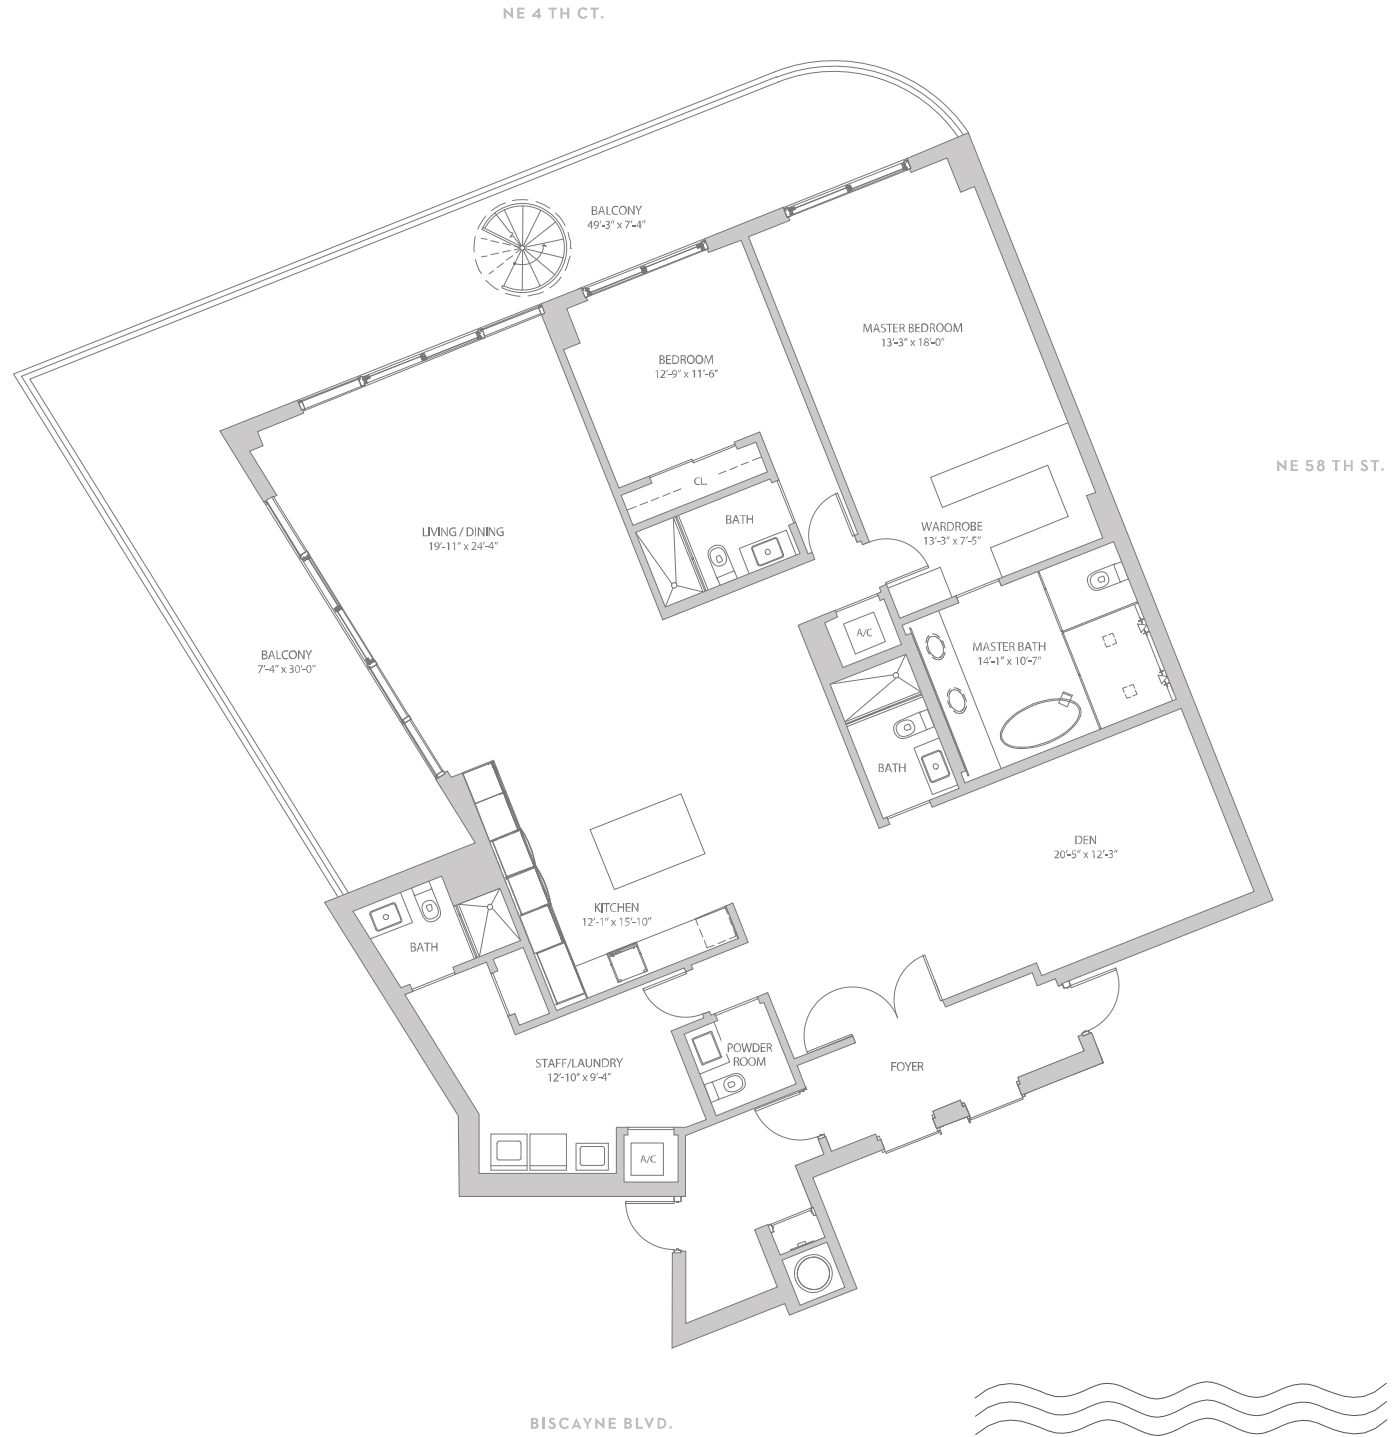 NE 4 TH CT.
BALCONY
49'-3" x 7'-4"
MASTER BEDROOM
13'-3" x 18'-0"
BEDROOM
12'-9" x 11'-6"
NE 58 TH ST.
CL.
BATH
LIVING / DINING
19'-11" x 24'-4"
WARDROBE
13'-3" x 7'-5"
A/C
MASTER BATH
14'-1" x 10'-7"
BALCONY
7'-4" x 30'-0"
BATH
DEN
20'-5" x 12'-3"
KITCHEN
12'-1" x 15'-10"
BATH
POWDER
ROOM
STAFF/LAUNDRY
12'-10" x 9'-4"
FOYER
A/C
BISCAYNE BLVD.